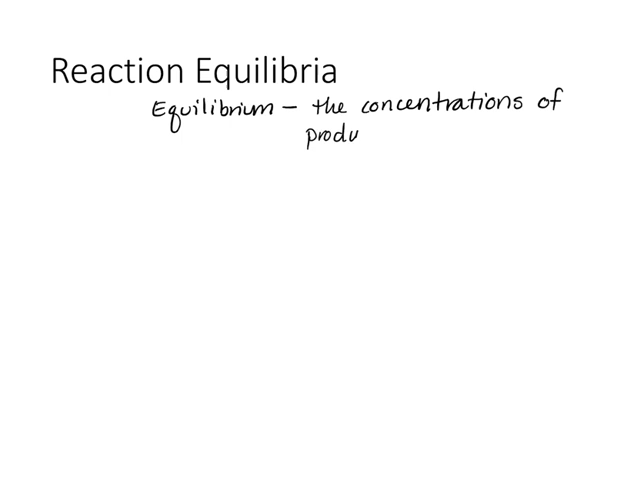 Reaction Equilibria
Equilibrium – the concentrations of
produ